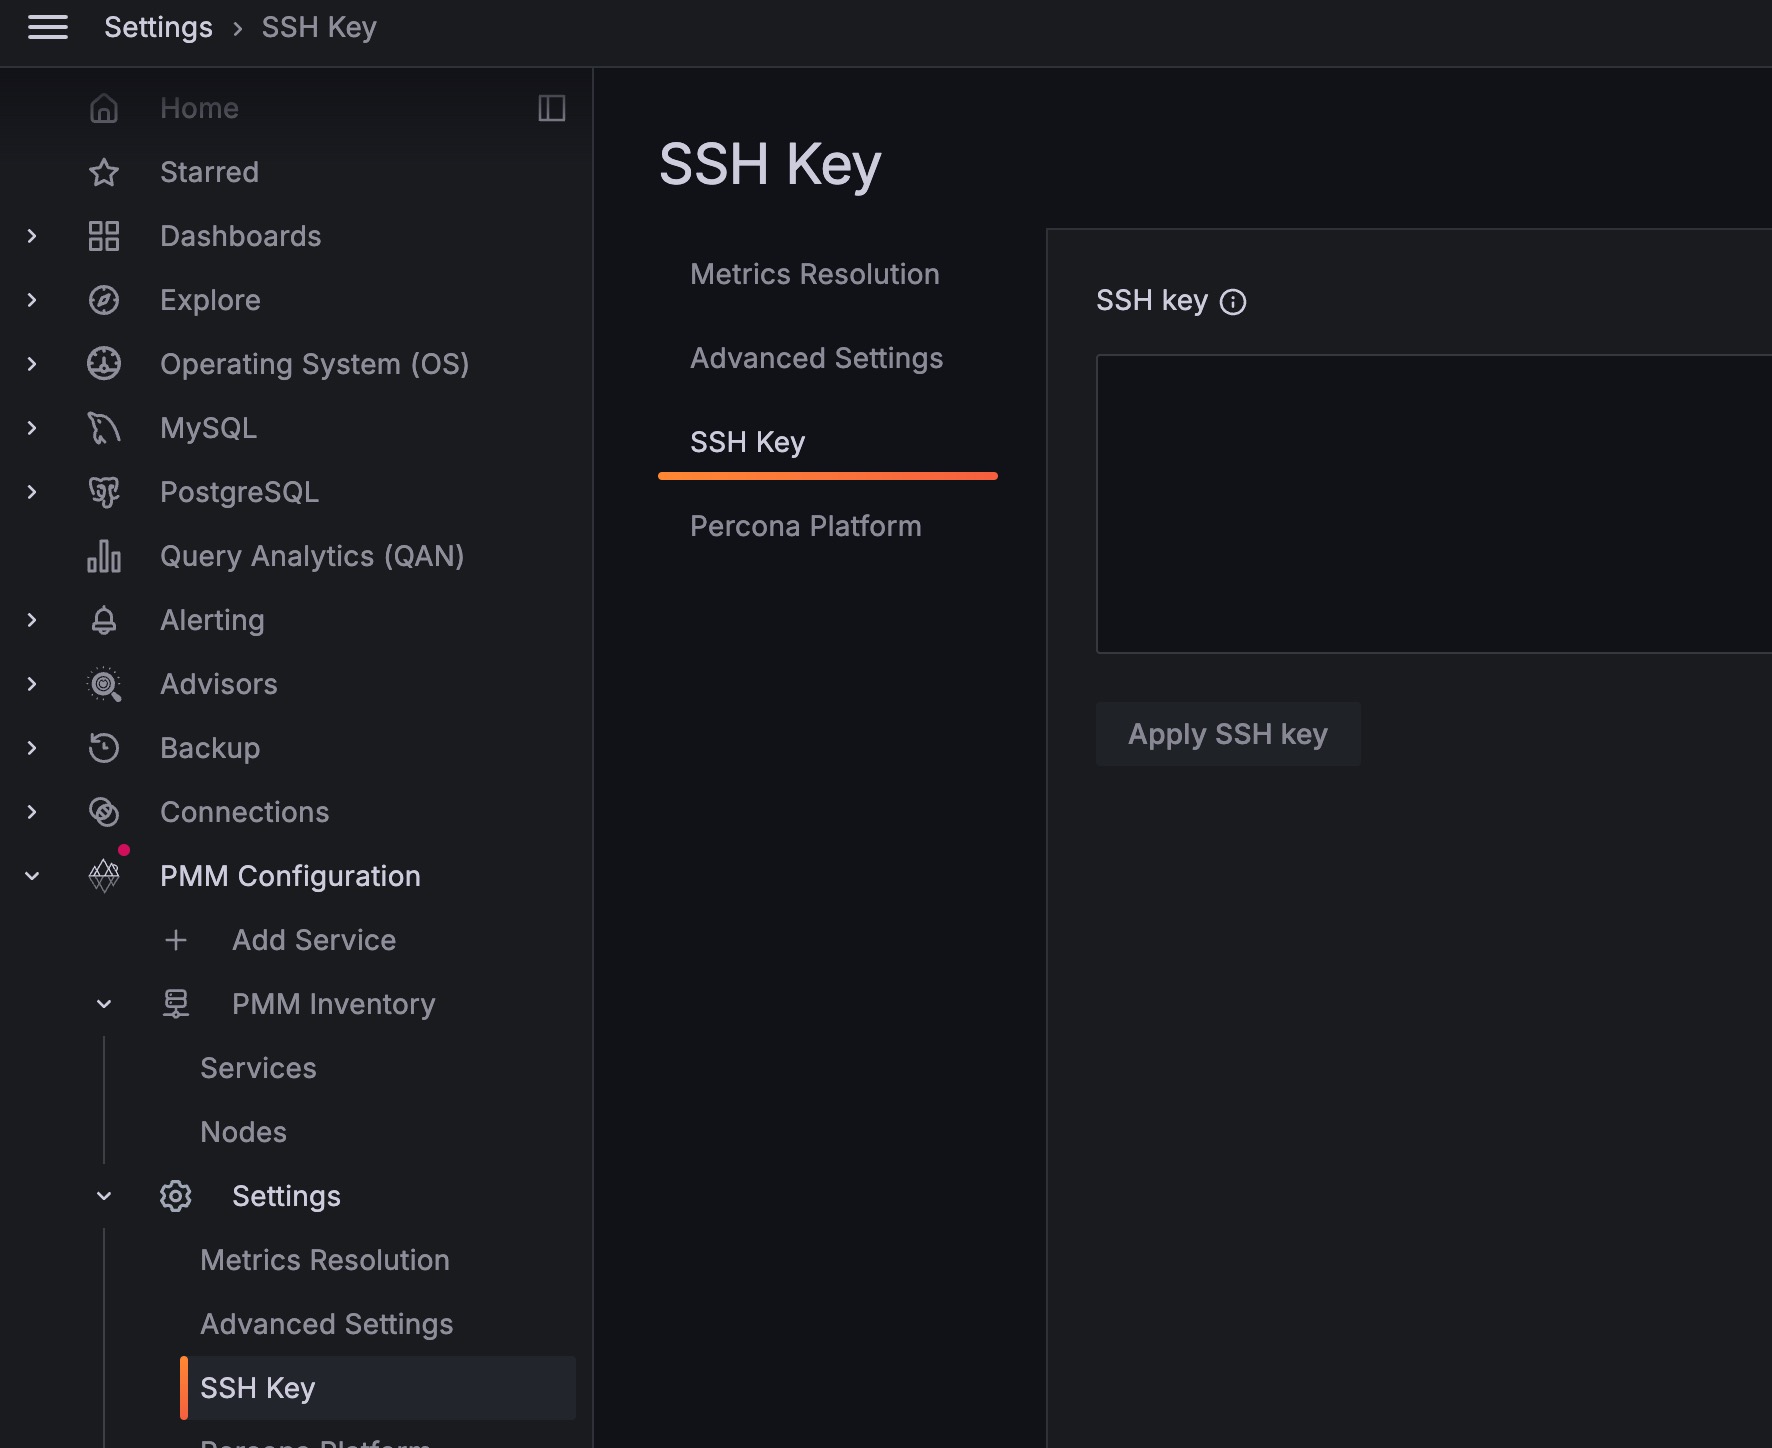 Settings › SSH Key
Home
Starred
Dashboards
Explore
Operating System (OS)
MySQL
PostgreSQL
Query Analytics (QAN)
Alerting
Advisors
Backup
Connections
PMM Configuration
Add Service
PMM Inventory
Services
Nodes
Settings
Metrics Resolution
Advanced Settings
SSH Key
Percona Platform
SSH Key
Metrics Resolution
Advanced Settings
SSH Key
Percona Platform
SSH key
Apply SSH key